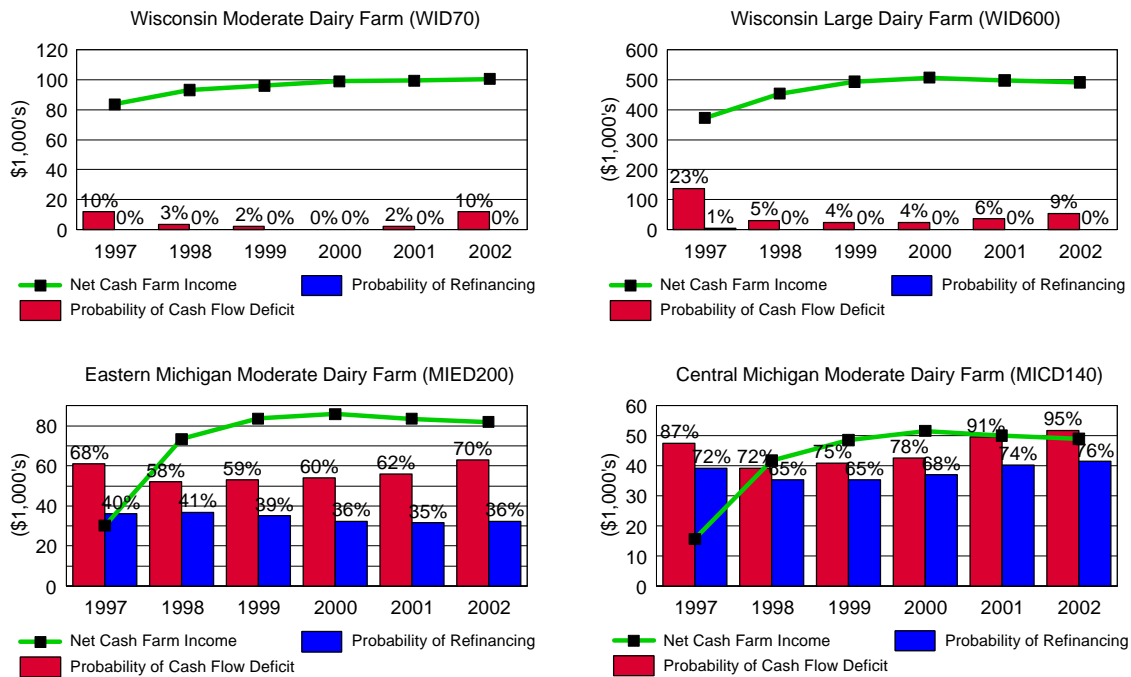 Wisconsin Moderate Dairy Farm (WID70)
120
100
80
60
40
20
0
$1,000's
10% 0% 3% 0% 2% 0% 0% 0% 2% 0% 10% 0%
1997 1998 1999 2000 2001 2002
Net Cash Farm Income Probability of Refinancing
Probability of Cash Flow Deficit
Wisconsin Large Dairy Farm (WID600)
600
500
400
300
200
100
0
($1,000's)
23% 1% 5% 0% 4% 0% 4% 0% 6% 0% 9% 0%
1997 1998 1999 2000 2001 2002
Net Cash Farm Income Probability of Refinancing
Probability of Cash Flow Deficit
Eastern Michigan Moderate Dairy Farm (MIED200)
80
60
40
20
0
($1,000's)
68% 40% 58% 41% 59% 39% 60% 36% 62% 35% 70% 36%
1997 1998 1999 2000 2001 2002
Net Cash Farm Income Probability of Refinancing
Probability of Cash Flow Deficit
Central Michigan Moderate Dairy Farm (MICD140)
60
50
40
30
20
10
0
($1,000's)
87% 72% 72% 65% 75% 65% 78% 68% 91% 74% 95% 76%
1997 1998 1999 2000 2001 2002
Net Cash Farm Income Probability of Refinancing
Probability of Cash Flow Deficit